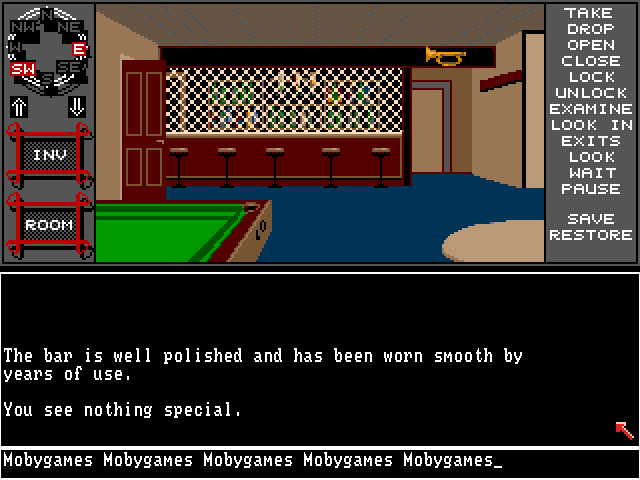 N
NW NE
W E
SW SE
S
INV
ROOM
TAKE
DROP
OPEN
CLOSE
LOCK
UNLOCK
EXAMINE
LOOK IN
EXITS
LOOK
WAIT
PAUSE
SAVE
RESTORE
The bar is well polished and has been worn smooth by
years of use.
You see nothing special.
Mobygames Mobygames Mobygames Mobygames Mobygames_